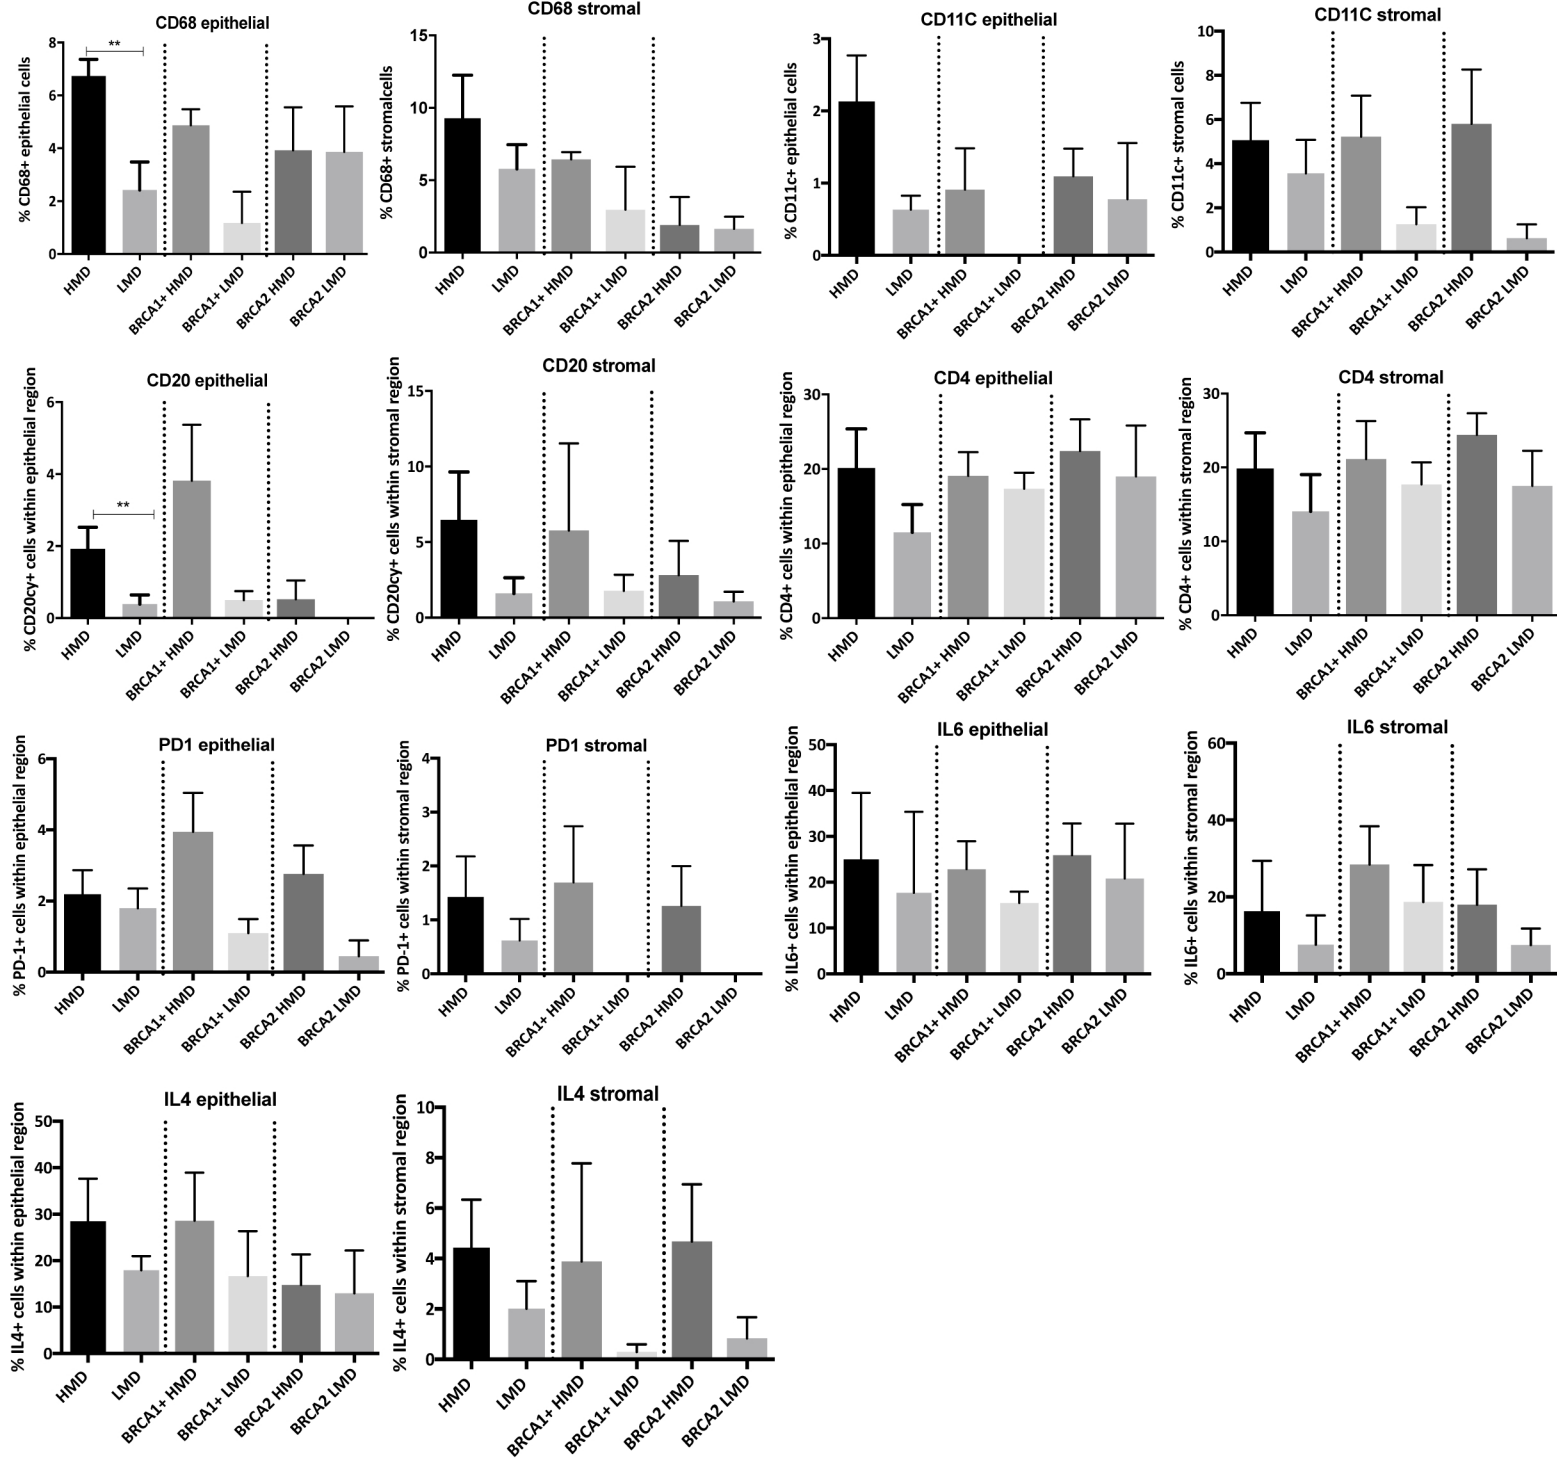 CD68 epithelial
% CD68+ epithelial cells
8
6
4
2
0
**
HMD
LMD
BRCA1+ HMD
BRCA1+ LMD
BRCA2 HMD
BRCA2 LMD
CD68 stromal
% CD68+ stromalcells
15
10
5
0
HMD
LMD
BRCA1+ HMD
BRCA1+ LMD
BRCA2 HMD
BRCA2 LMD
CD11C epithelial
% CD11c+ epithelial cells
3
2
1
0
HMD
LMD
BRCA1+ HMD
BRCA1+ LMD
BRCA2 HMD
BRCA2 LMD
CD11C stromal
% CD11c+ stromal cells
10
8
6
4
2
0
HMD
LMD
BRCA1+ HMD
BRCA1+ LMD
BRCA2 HMD
BRCA2 LMD
CD20 epithelial
% CD20cy+ cells within epithelial region
6
4
2
0
**
HMD
LMD
BRCA1+ HMD
BRCA1+ LMD
BRCA2 HMD
BRCA2 LMD
CD20 stromal
% CD20cy+ cells within stromal region
15
10
5
0
HMD
LMD
BRCA1+ HMD
BRCA1+ LMD
BRCA2 HMD
BRCA2 LMD
CD4 epithelial
% CD4+ cells within epithelial region
30
20
10
0
HMD
LMD
BRCA1+ HMD
BRCA1+ LMD
BRCA2 HMD
BRCA2 LMD
CD4 stromal
% CD4+ cells within stromal region
30
20
10
0
HMD
LMD
BRCA1+ HMD
BRCA1+ LMD
BRCA2 HMD
BRCA2 LMD
PD1 epithelial
% PD-1+ cells within epithelial region
6
4
2
0
HMD
LMD
BRCA1+ HMD
BRCA1+ LMD
BRCA2 HMD
BRCA2 LMD
PD1 stromal
% PD-1+ cells within stromal region
4
3
2
1
0
HMD
LMD
BRCA1+ HMD
BRCA1+ LMD
BRCA2 HMD
BRCA2 LMD
IL6 epithelial
% IL6+ cells within epithelial region
50
40
30
20
10
0
HMD
LMD
BRCA1+ HMD
BRCA1+ LMD
BRCA2 HMD
BRCA2 LMD
IL6 stromal
% IL6+ cells within stromal region
60
40
20
0
HMD
LMD
BRCA1+ HMD
BRCA1+ LMD
BRCA2 HMD
BRCA2 LMD
IL4 epithelial
% IL4+ cells within epithelial region
50
40
30
20
10
0
HMD
LMD
BRCA1+ HMD
BRCA1+ LMD
BRCA2 HMD
BRCA2 LMD
IL4 stromal
% IL4+ cells within stromal region
10
8
6
4
2
0
HMD
LMD
BRCA1+ HMD
BRCA1+ LMD
BRCA2 HMD
BRCA2 LMD